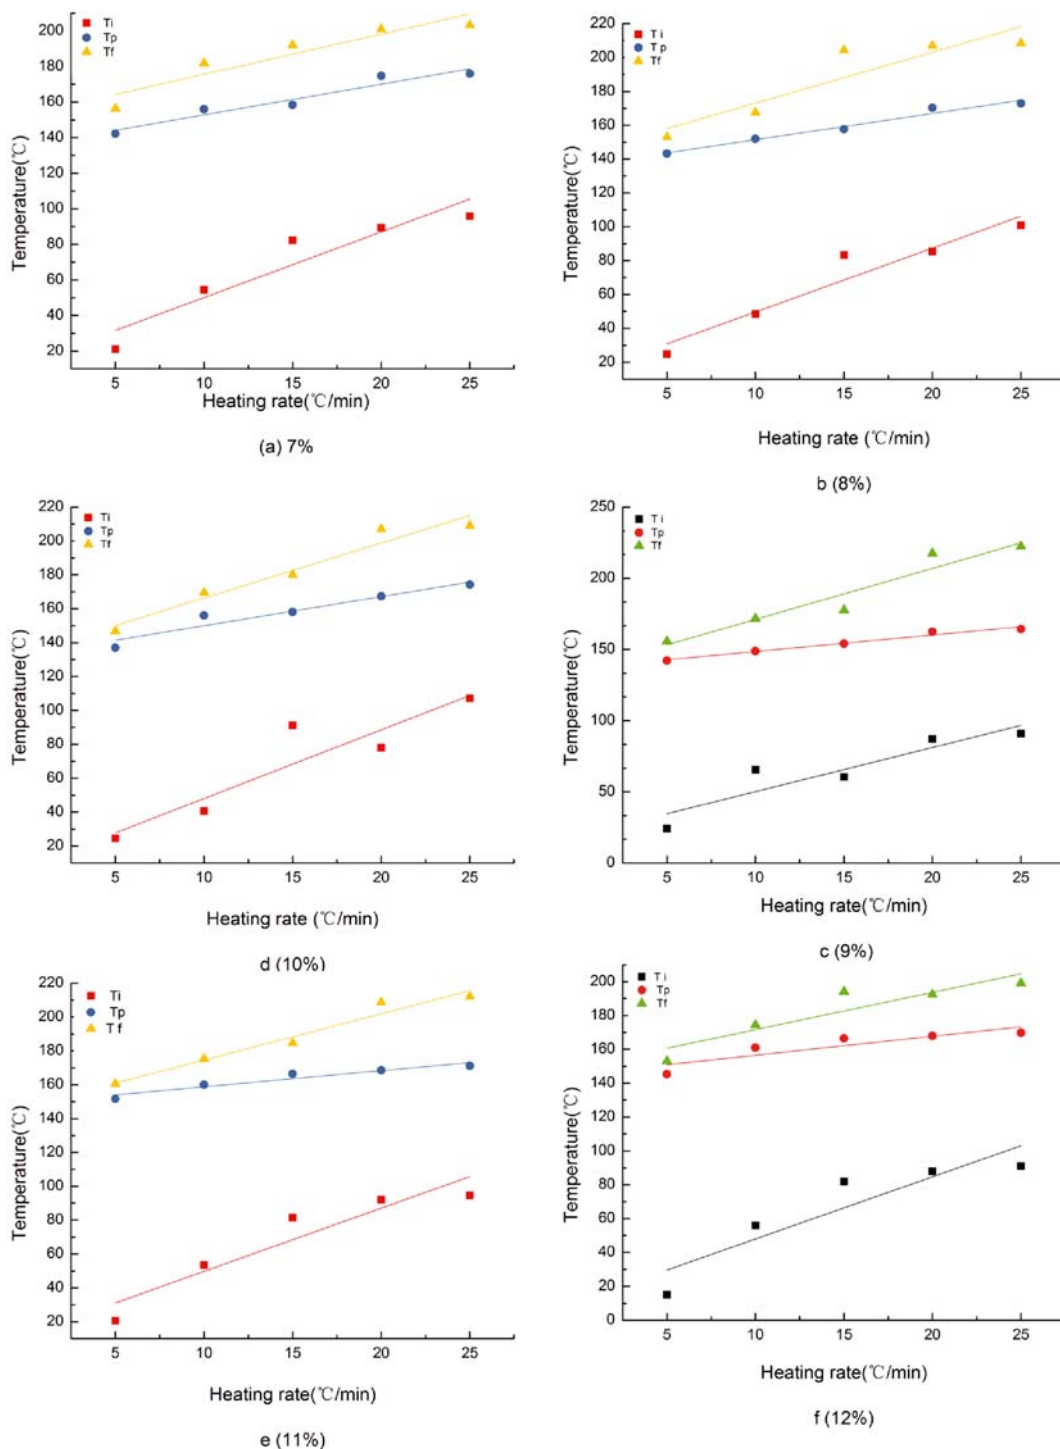 Ti
Tp
Tf
200
180
160
140
120
100
80
60
40
20
Temperature(℃)
5 10 15 20 25
Heating rate(℃/min)
(a) 7%
T i
T p
Tf
220
200
180
160
140
120
100
80
60
40
20
Temperature(℃)
5 10 15 20 25
Heating rate (℃/min)
b (8%)
T i
Tp
Tf
220
200
180
160
140
120
100
80
60
40
20
Temperature(℃)
5 10 15 20 25
Heating rate (℃/min)
d (10%)
T i
Tp
Tf
250
200
150
100
50
0
Temperature(℃)
5 10 15 20 25
Heating rate(℃/min)
c (9%)
Ti
Tp
T f
220
200
180
160
140
120
100
80
60
40
20
Temperature(℃)
5 10 15 20 25
Heating rate(℃/min)
e (11%)
T i
Tp
Tf
200
180
160
140
120
100
80
60
40
20
0
Temperature(℃)
5 10 15 20 25
Heating rate(℃/min)
f (12%)